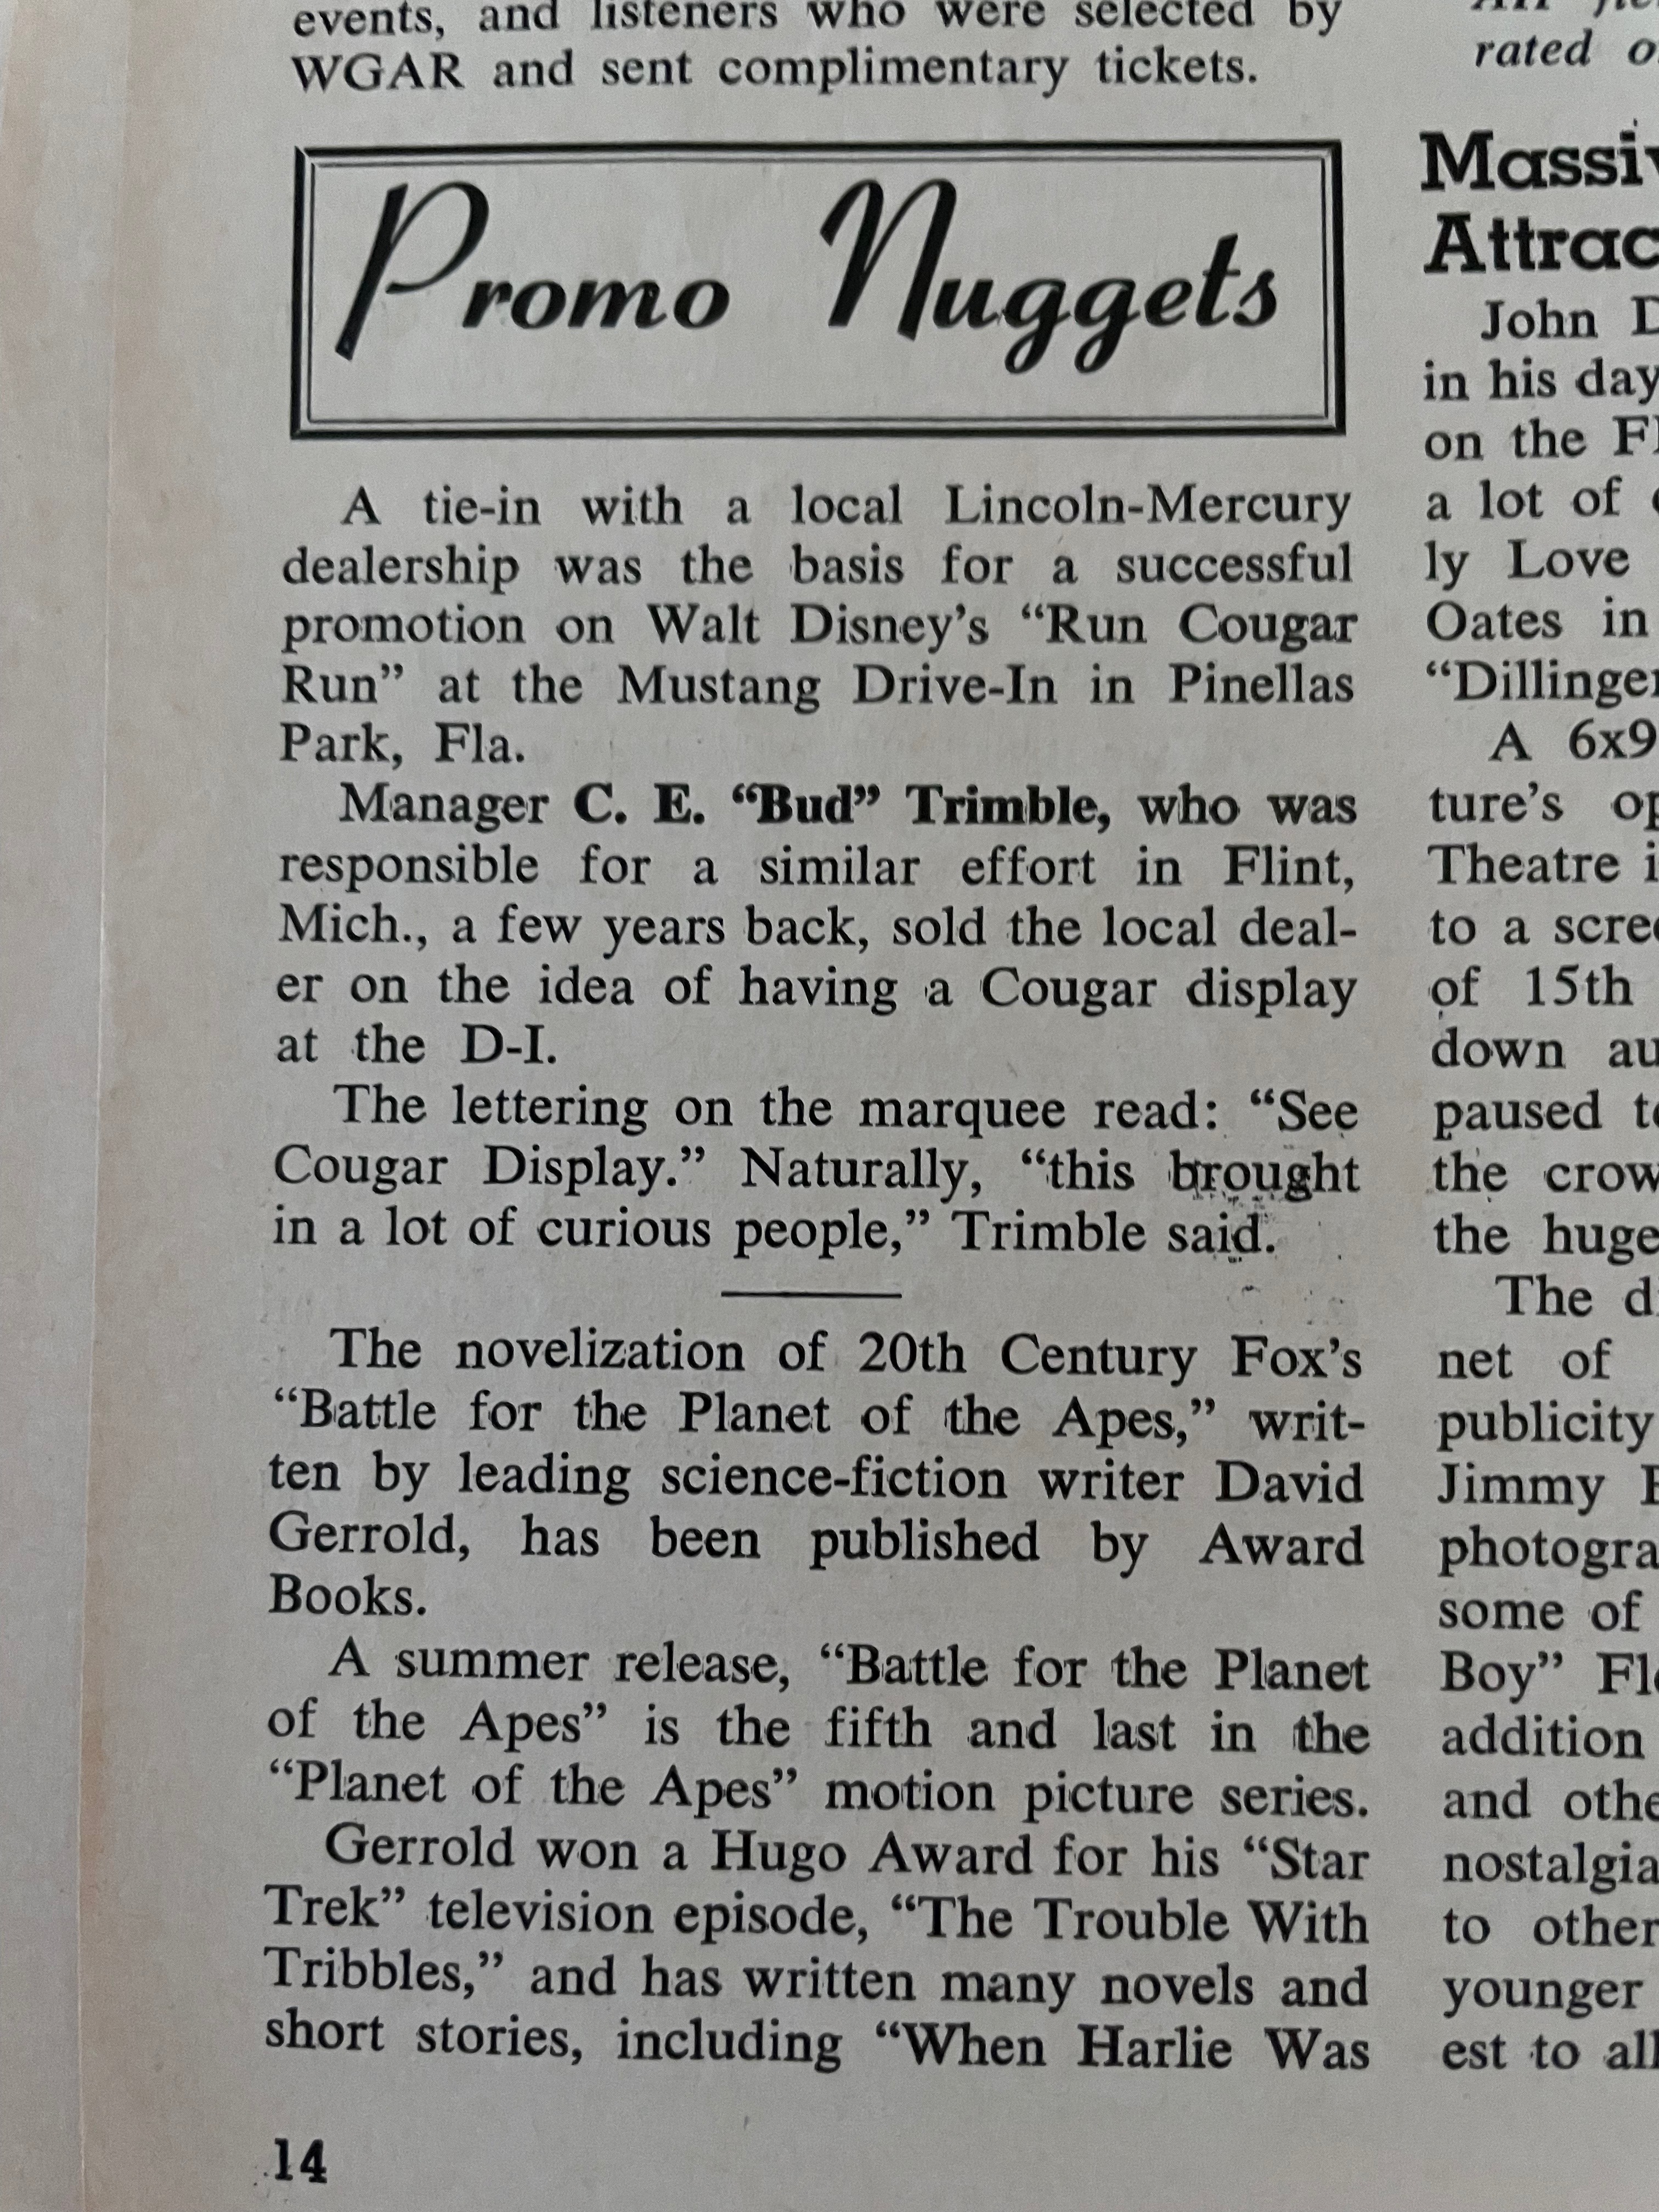 events, and listeners who were selected by
WGAR and sent complimentary tickets.
Promo Nuggets
A tie-in with a local Lincoln-Mercury
dealership was the basis for a successful
promotion on Walt Disney's “Run Cougar
Run” at the Mustang Drive-In in Pinellas
Park, Fla.
Manager C. E. “Bud” Trimble, who was
responsible for a similar effort in Flint,
Mich., a few years back, sold the local deal-
er on the idea of having a Cougar display
at the D-I.
The lettering on the marquee read: “See
Cougar Display.” Naturally, “this brought
in a lot of curious people,” Trimble said.
The novelization of 20th Century Fox's
“Battle for the Planet of the Apes,” writ-
ten by leading science-fiction writer David
Gerrold, has been published by Award
Books.
A summer release, “Battle for the Planet
of the Apes” is the fifth and last in the
“Planet of the Apes” motion picture series.
Gerrold won a Hugo Award for his “Star
Trek” television episode, “The Trouble With
Tribbles,” and has written many novels and
short stories, including “When Harlie Was
14
rated
John
in his day
on the
a lot of
ly Love
Oates in
“Dillinger
A 6x9
ture's
Theatre
to a
of 15th
down
paused
the
the huge
The
net of
publicity
Jimmy
some of
Boy”
addition
and
nostalgia
to other
younger
est to all